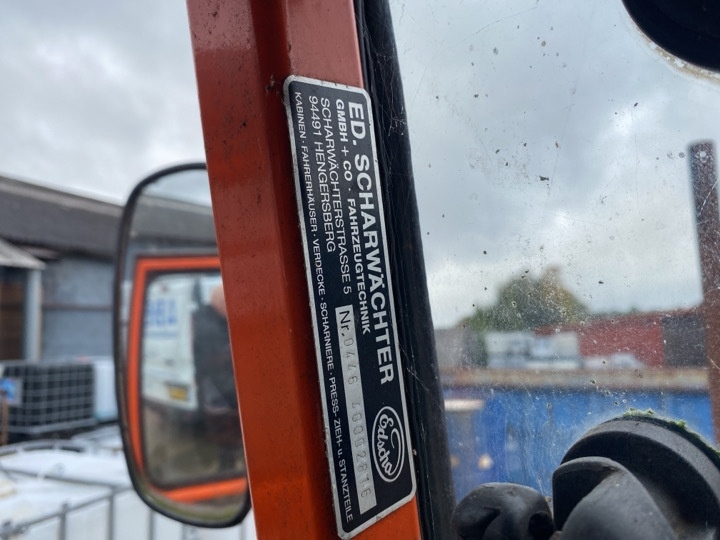 ED. SCHARWÄCHTER
GMBH + CO · FAHRZEUGTECHNIK
SCHARWÄCHTERSTRASSE 5
94491 HENGERSBERG
KABINEN · FAHRERHÄUSER · VERDECKE · SCHARNIERE · PRESS- ZIEH- u. STANZTEILE
Nr.
Edscha